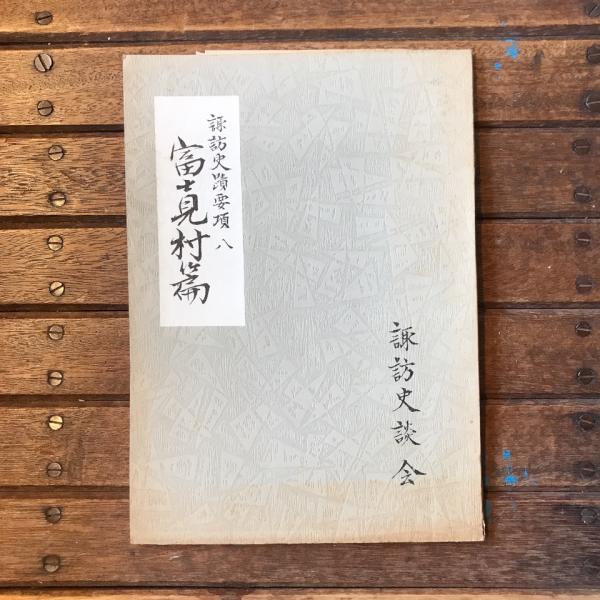 諏訪史蹟要項 八
富士見村篇
諏訪史談会